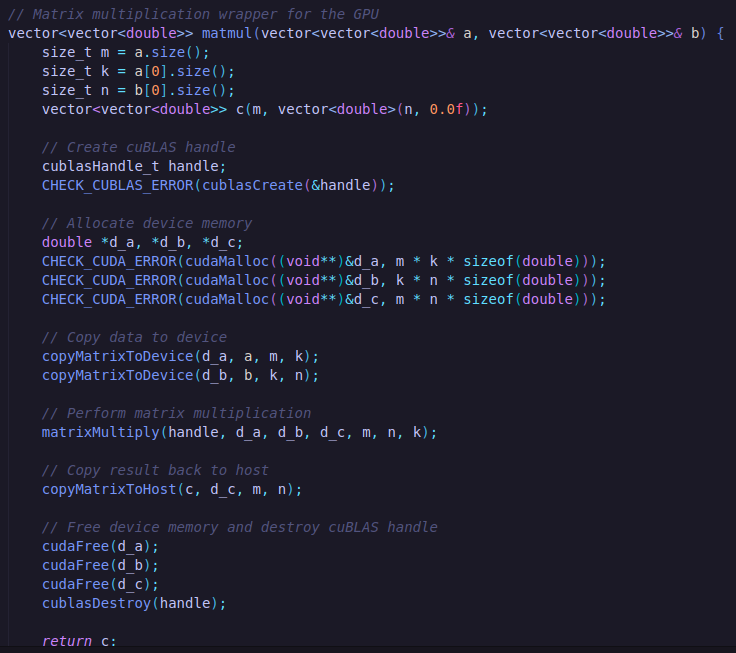 // Matrix multiplication wrapper for the GPU
vector<vector<double>> matmul(vector<vector<double>>& a, vector<vector<double>>& b) {
    size_t m = a.size();
    size_t k = a[0].size();
    size_t n = b[0].size();
    vector<vector<double>> c(m, vector<double>(n, 0.0f));

    // Create cuBLAS handle
    cublasHandle_t handle;
    CHECK_CUBLAS_ERROR(cublasCreate(&handle));

    // Allocate device memory
    double *d_a, *d_b, *d_c;
    CHECK_CUDA_ERROR(cudaMalloc((void**)&d_a, m * k * sizeof(double)));
    CHECK_CUDA_ERROR(cudaMalloc((void**)&d_b, k * n * sizeof(double)));
    CHECK_CUDA_ERROR(cudaMalloc((void**)&d_c, m * n * sizeof(double)));

    // Copy data to device
    copyMatrixToDevice(d_a, a, m, k);
    copyMatrixToDevice(d_b, b, k, n);

    // Perform matrix multiplication
    matrixMultiply(handle, d_a, d_b, d_c, m, n, k);

    // Copy result back to host
    copyMatrixToHost(c, d_c, m, n);

    // Free device memory and destroy cuBLAS handle
    cudaFree(d_a);
    cudaFree(d_b);
    cudaFree(d_c);
    cublasDestroy(handle);

    return c;